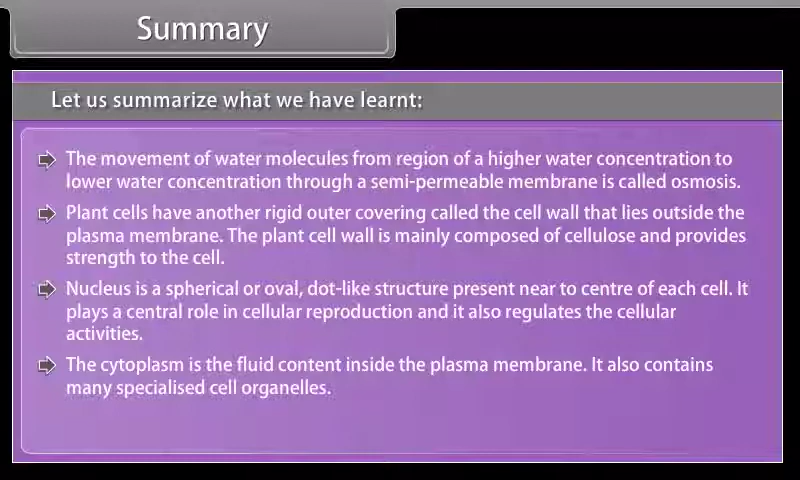 Summary
Let us summarize what we have learnt:
The movement of water molecules from region of a higher water concentration to
lower water concentration through a semi-permeable membrane is called osmosis.
Plant cells have another rigid outer covering called the cell wall that lies outside the
plasma membrane. The plant cell wall is mainly composed of cellulose and provides
strength to the cell.
Nucleus is a spherical or oval, dot-like structure present near to centre of each cell. It
plays a central role in cellular reproduction and it also regulates the cellular
activities.
The cytoplasm is the fluid content inside the plasma membrane. It also contains
many specialised cell organelles.